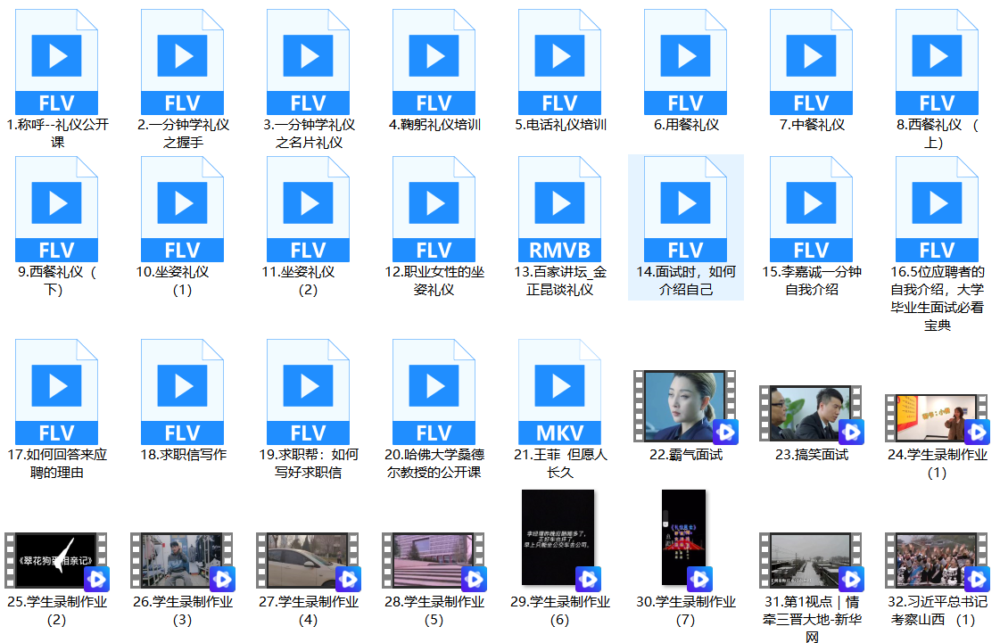 FLV FLV FLV FLV FLV FLV FLV FLV
1.称呼--礼仪公开课
2.一分钟学礼仪之握手
3.一分钟学礼仪之名片礼仪
4.鞠躬礼仪培训
5.电话礼仪培训
6.用餐礼仪
7.中餐礼仪
8.西餐礼仪 （上）
FLV FLV FLV FLV RMVB FLV FLV FLV
9.西餐礼仪（下）
10.坐姿礼仪（1）
11.坐姿礼仪（2）
12.职业女性的坐姿礼仪
13.百家讲坛_金正昆谈礼仪
14.面试时，如何介绍自己
15.李嘉诚一分钟自我介绍
16.5位应聘者的自我介绍，大学毕业生面试必看宝典
FLV FLV FLV FLV MKV
17.如何回答来应聘的理由
18.求职信写作
19.求职帮：如何写好求职信
20.哈佛大学桑德尔教授的公开课
21.王菲 但愿人长久
22.霸气面试
23.搞笑面试
24.学生录制作业（1）
《翠花狗蛋相亲记》
25.学生录制作业（2）
26.学生录制作业（3）
27.学生录制作业（4）
28.学生录制作业（5）
29.学生录制作业（6）
30.学生录制作业（7）
31.第1视点｜情牵三晋大地-新华网
32.习近平总书记考察山西 （1）